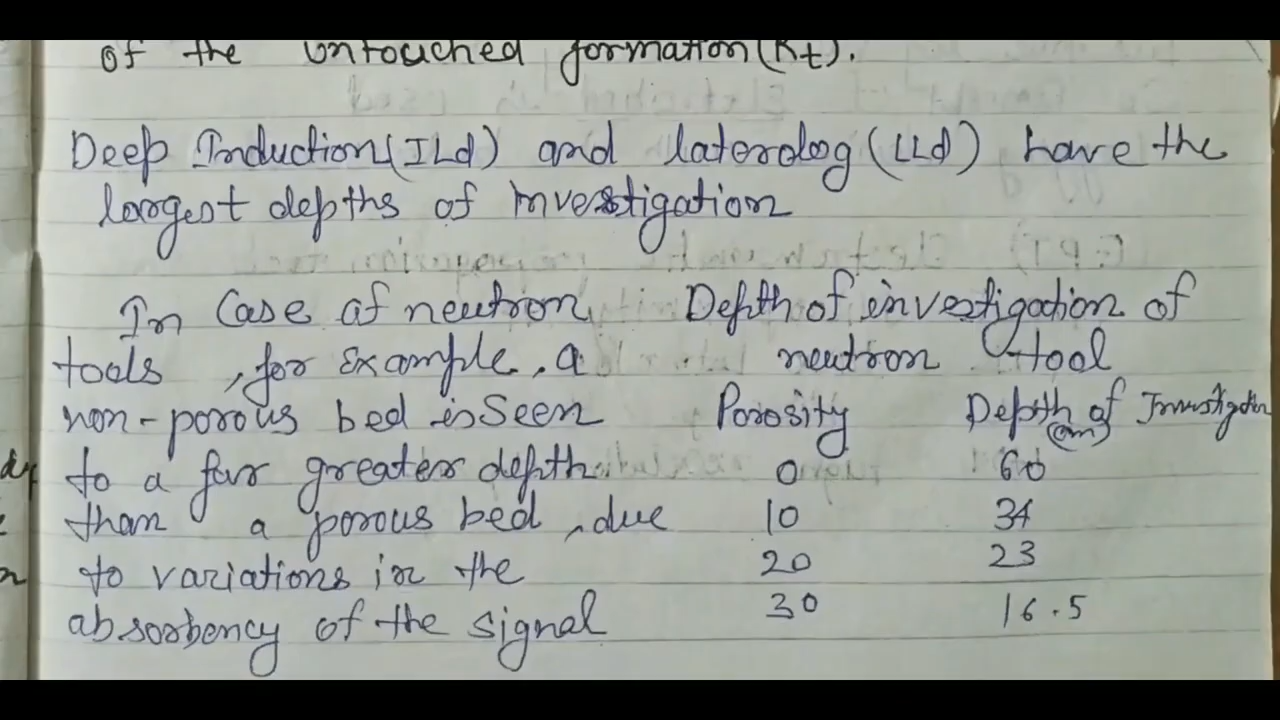 of the untouched formation (Rt).
Deep Induction (ILd) and laterolog (LLd) have the
largest depths of investigation
In Case of neutron
tools , for Example , a
non-porous bed is Seen
to a far greater depth
than a porous bed , due
to variations in the
absorbency of the signal
Depth of investigation of
neutron tool
Porosity Depth of Investigation
(cm)
0 60
10 34
20 23
30 16.5